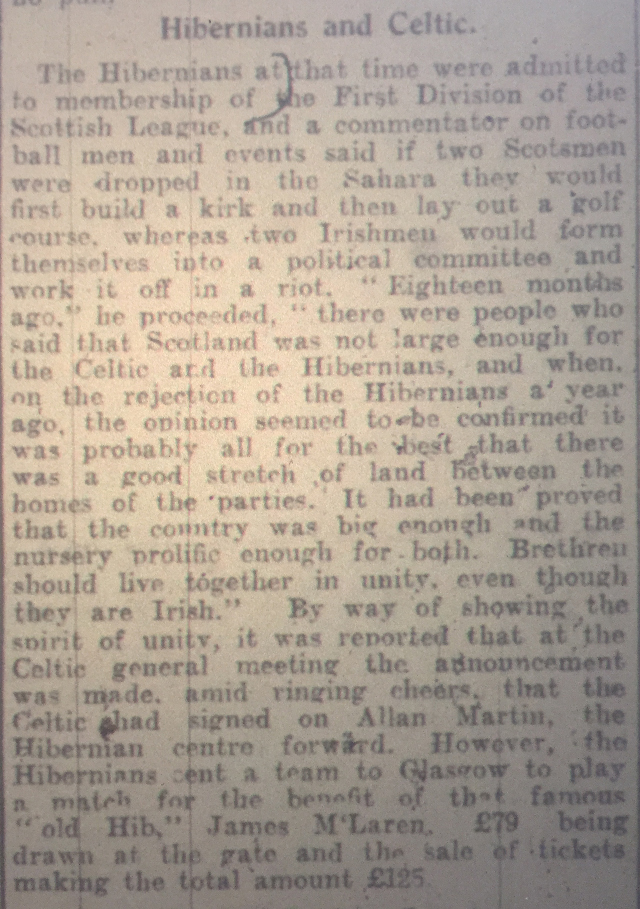 Hibernians and Celtic.
The Hibernians at that time were admitted
to membership of the First Division of the
Scottish League, and a commentator on foot-
ball men and events said if two Scotsmen
were dropped in the Sahara they would
first build a kirk and then lay out a golf
course, whereas two Irishmen would form
themselves into a political committee and
work it off in a riot. "Eighteen months
ago," he proceeded, "there were people who
said that Scotland was not large enough for
the Celtic and the Hibernians, and when,
on the rejection of the Hibernians a year
ago, the opinion seemed to be confirmed it
was probably all for the best that there
was a good stretch of land between the
homes of the parties. It had been proved
that the country was big enough and the
nursery prolific enough for both. Brethren
should live together in unity, even though
they are Irish." By way of showing the
spirit of unity, it was reported that at the
Celtic general meeting the announcement
was made, amid ringing cheers, that the
Celtic had signed on Allan Martin, the
Hibernian centre forward. However, the
Hibernians sent a team to Glasgow to play
a match for the benefit of that famous
"old Hib," James M'Laren, £79 being
drawn at the gate and the sale of tickets
making the total amount £125.